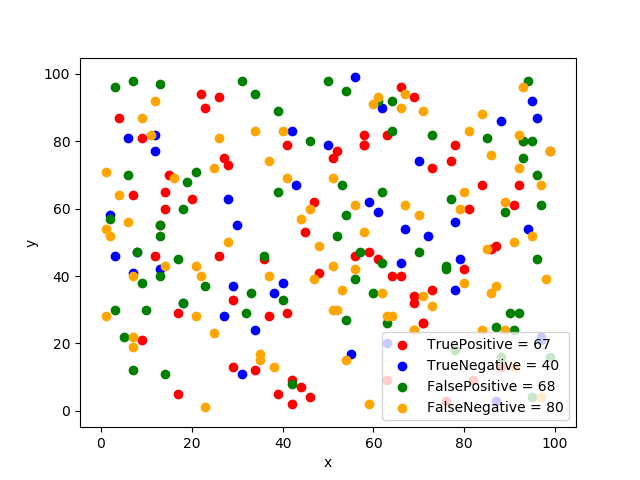 100
80
60
40
20
0
y
TruePositive = 67
TrueNegative = 40
FalsePositive = 68
FalseNegative = 80
0 20 40 60 80 100
x